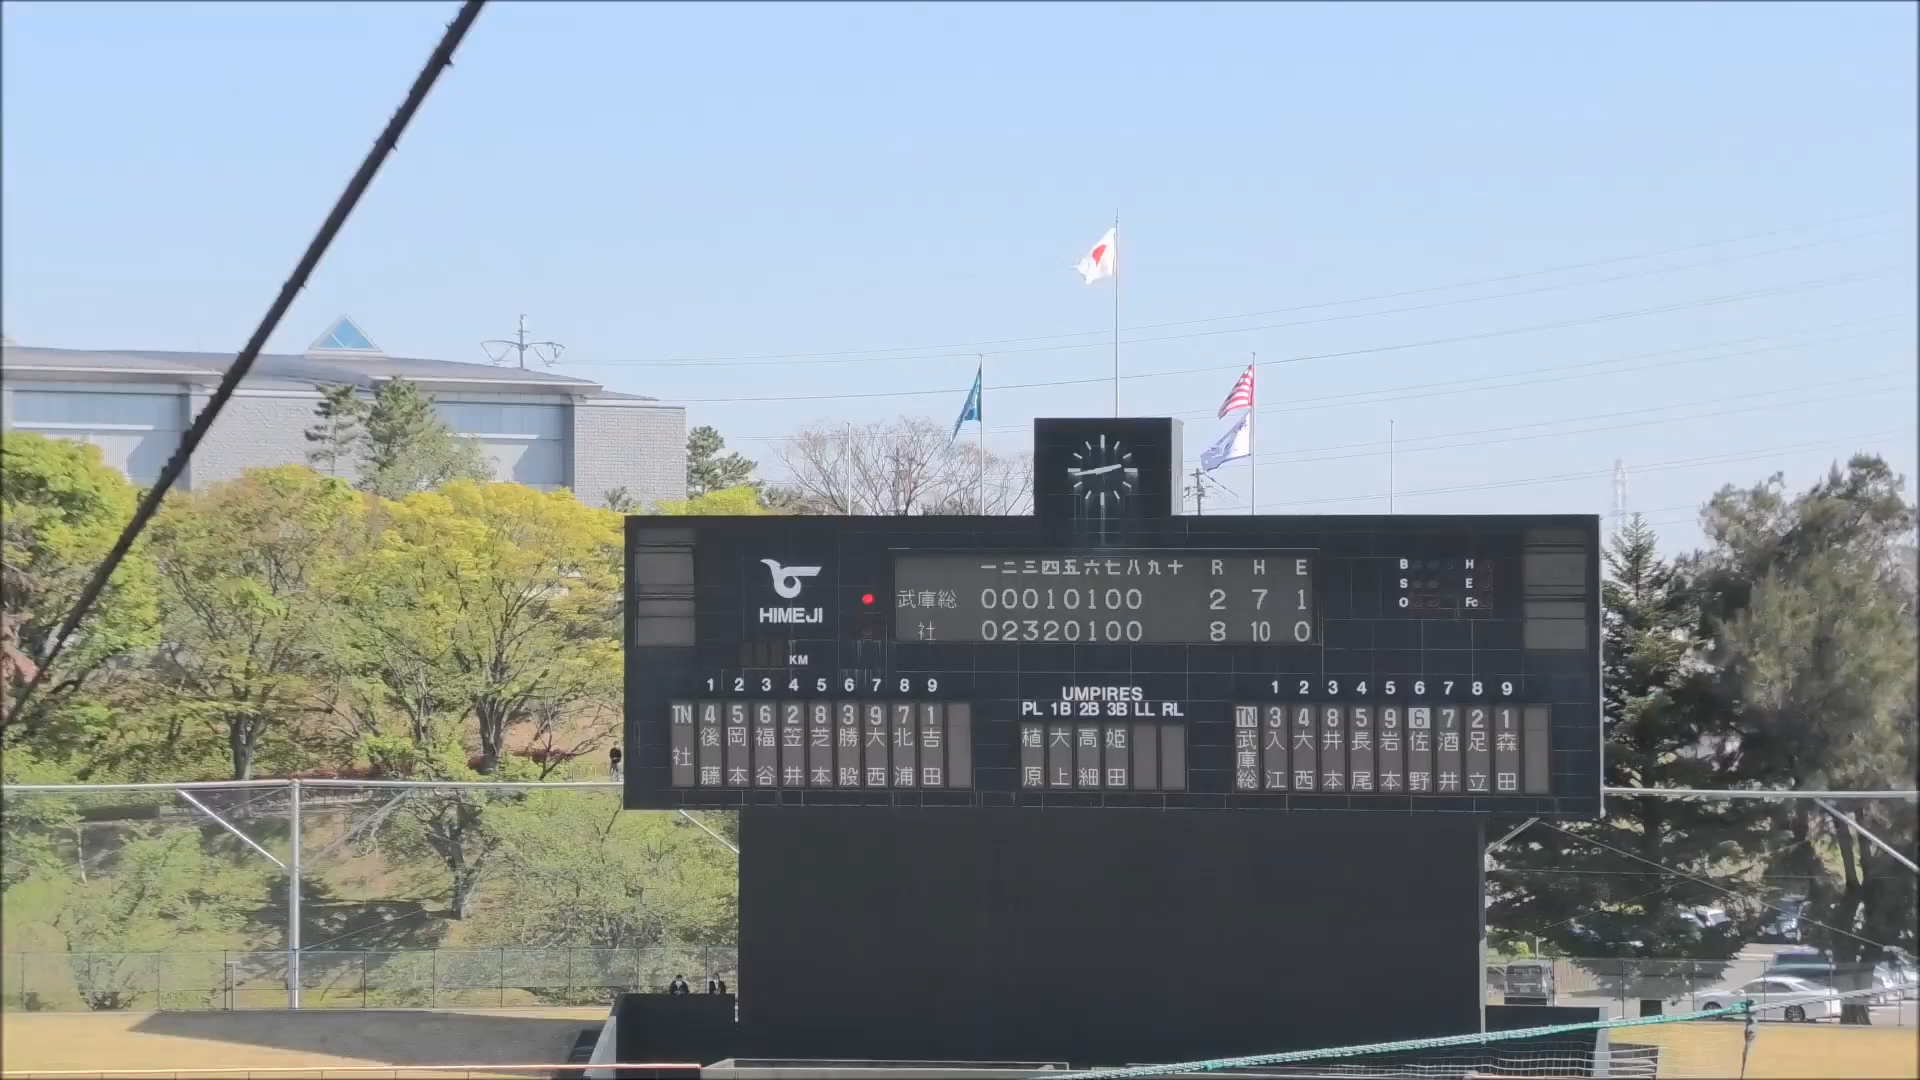 一二三四五六七八九十 R H E
武庫総 00010100 2 7 1
社 02320100 8 10 0
HIMEJI
B H
S E
O Fc
KM
1 2 3 4 5 6 7 8 9
TN 4 5 6 2 8 3 9 7 1
社 後藤 岡本 福谷 笠井 芝本 勝股 大西 北浦 吉田
UMPIRES
PL 1B 2B 3B LL RL
植原 大上 高細 姫田
1 2 3 4 5 6 7 8 9
TN 3 4 8 5 9 6 7 2 1
武庫総 入江 大西 井本 長尾 岩本 佐野 酒井 足立 森田